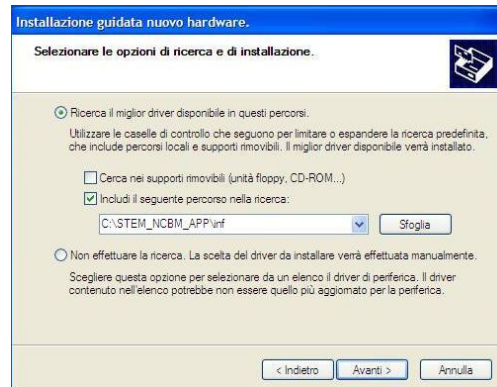 Installazione guidata nuovo hardware.
Selezionare le opzioni di ricerca e di installazione.
Ricerca il miglior driver disponibile in questi percorsi.
Utilizzare le caselle di controllo che seguono per limitare o espandere la ricerca predefinita,
che include percorsi locali e supporti rimovibili. Il miglior driver disponibile verrà installato.
Cerca nei supporti rimovibili (unità floppy, CD-ROM...)
Includi il seguente percorso nella ricerca:
C:\STEM_NCBM_APP\inf
Sfoglia
Non effettuare la ricerca. La scelta del driver da installare verrà effettuata manualmente.
Scegliere questa opzione per selezionare da un elenco il driver di periferica. Il driver
contenuto nell'elenco potrebbe non essere quello più aggiornato per la periferica.
< Indietro
Avanti >
Annulla